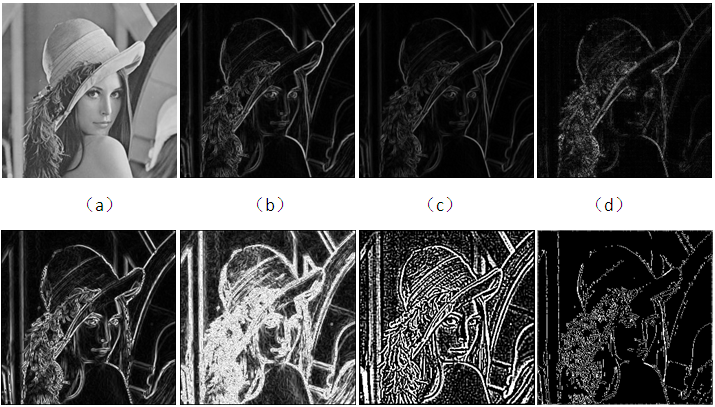 （a） （b） （c） （d）